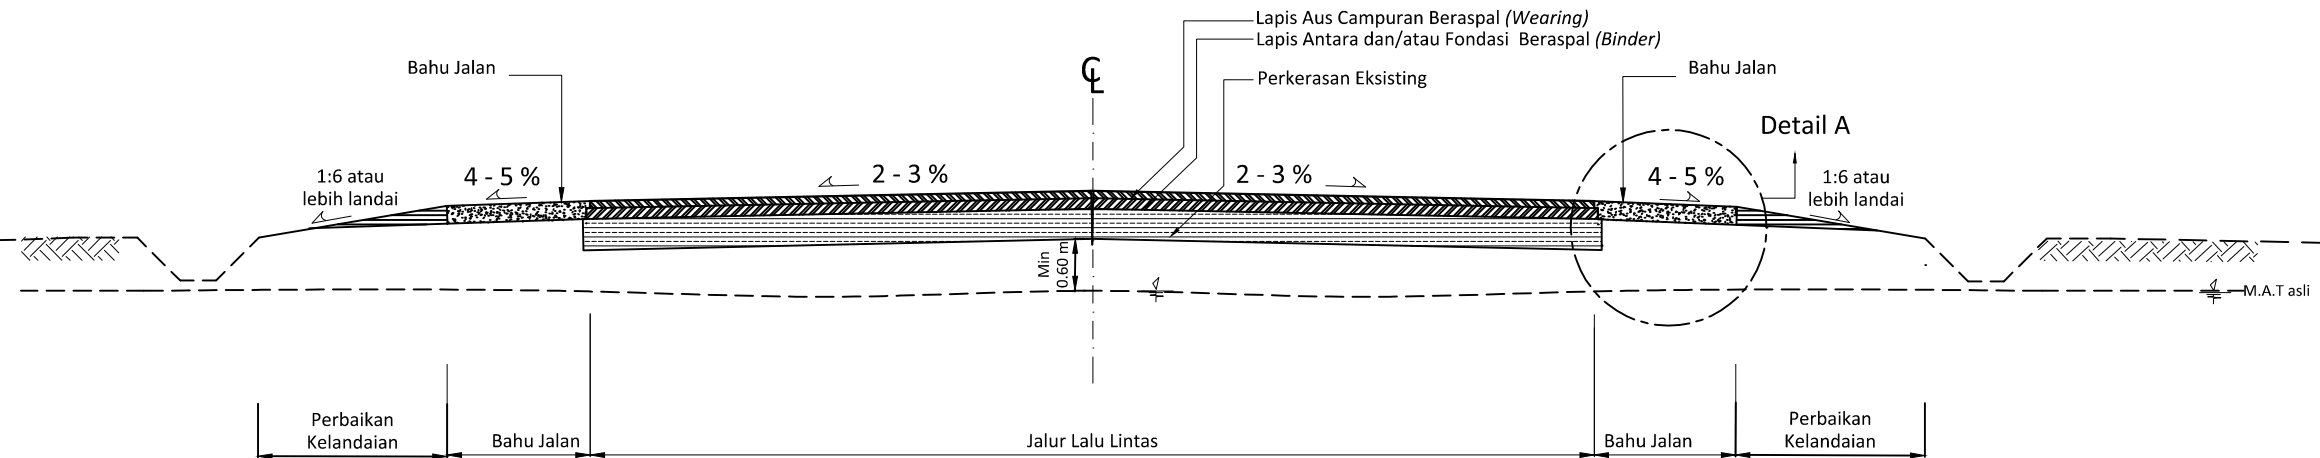 Lapis Aus Campuran Beraspal (Wearing)
Lapis Antara dan/atau Fondasi Beraspal (Binder)
Bahu Jalan
CL
Perkerasan Eksisting
Bahu Jalan
Detail A
1:6 atau
lebih landai
4 - 5 %
2 - 3 %
2 - 3 %
4 - 5 %
1:6 atau
lebih landai
Min
0.60 m
M.A.T asli
Perbaikan
Kelandaian
Bahu Jalan
Jalur Lalu Lintas
Bahu Jalan
Perbaikan
Kelandaian